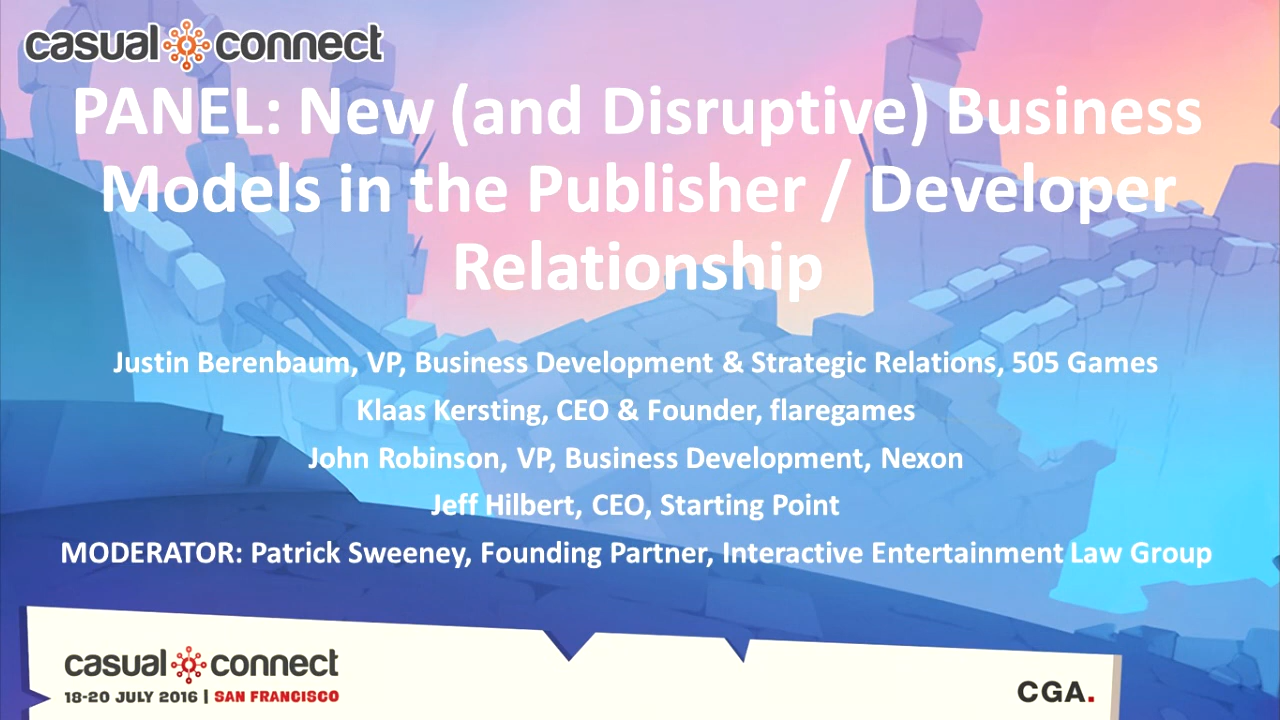 casual connect
PANEL: New (and Disruptive) Business
Models in the Publisher / Developer
Relationship
Justin Berenbaum, VP, Business Development & Strategic Relations, 505 Games
Klaas Kersting, CEO & Founder, flaregames
John Robinson, VP, Business Development, Nexon
Jeff Hilbert, CEO, Starting Point
MODERATOR: Patrick Sweeney, Founding Partner, Interactive Entertainment Law Group
casual connect
18-20 JULY 2016 | SAN FRANCISCO
CGA.